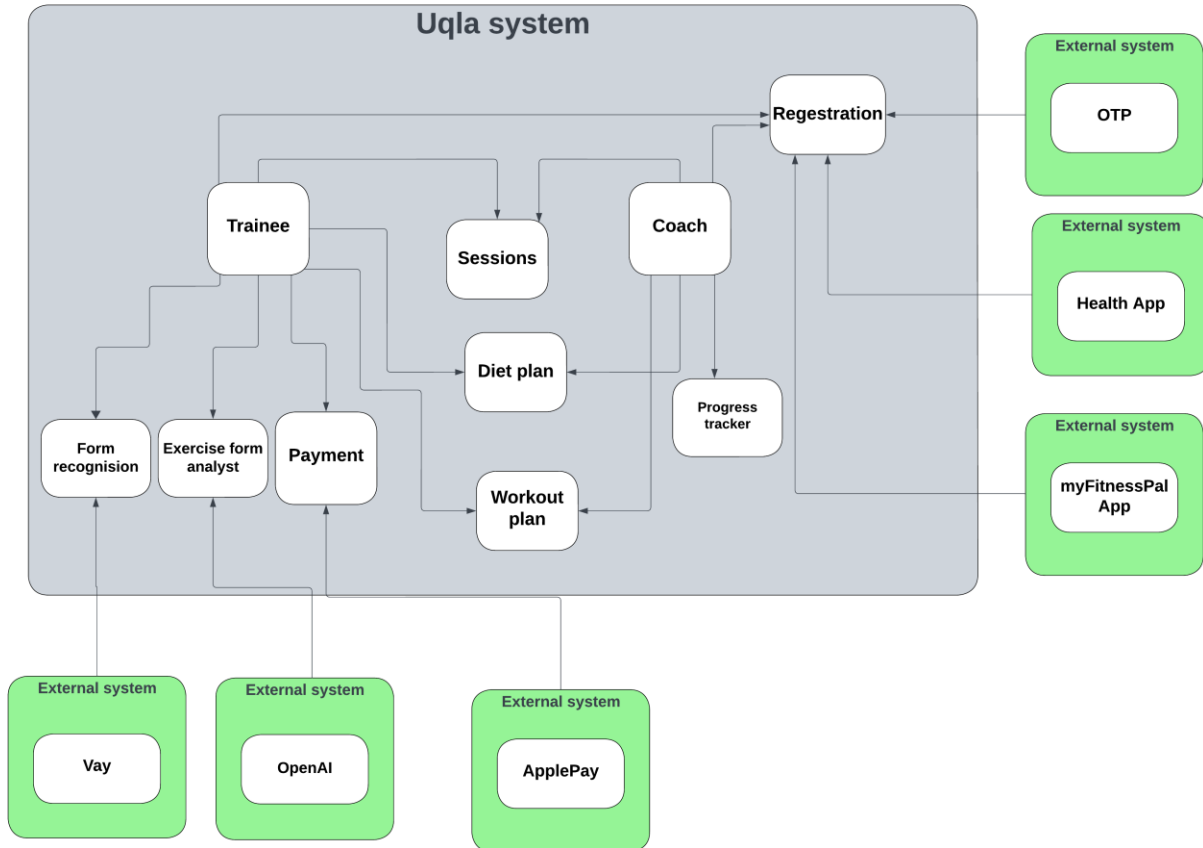 Uqla system
External system
OTP
Regestration
Trainee
Sessions
Coach
External system
Health App
Diet plan
Progress
tracker
Form
recognision
Exercise form
analyst
Payment
Workout
plan
External system
myFitnessPal
App
External system
Vay
External system
OpenAI
External system
ApplePay